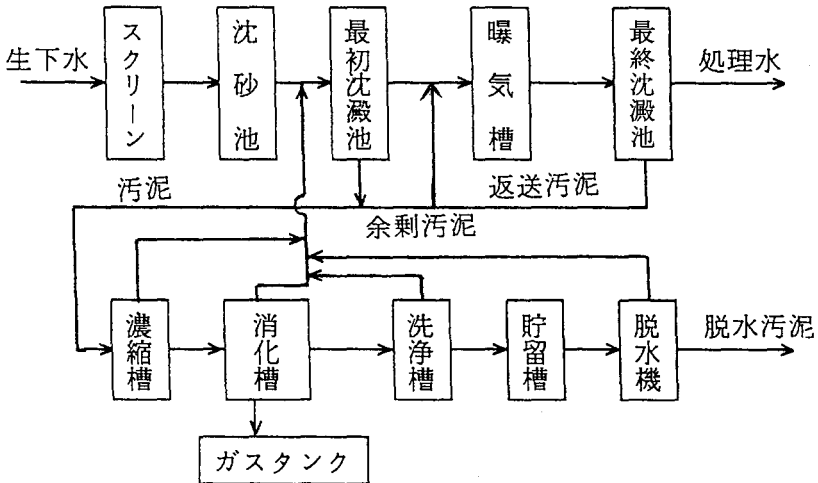 生下水
スクリーン
沈砂池
最初沈澱池
曝気槽
最終沈澱池
処理水
汚泥
返送汚泥
余剰汚泥
濃縮槽
消化槽
洗浄槽
貯留槽
脱水機
脱水汚泥
ガスタンク